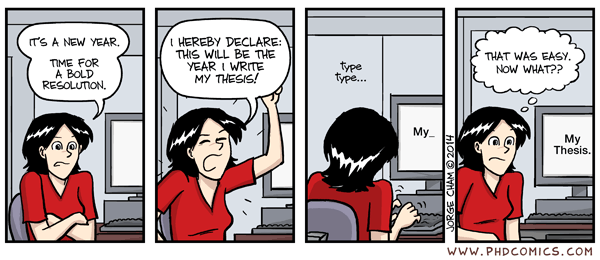 IT'S A NEW YEAR.
TIME FOR
A BOLD
RESOLUTION.
I HEREBY DECLARE:
THIS WILL BE THE
YEAR I WRITE
MY THESIS!
type
type...
My_
JORGE CHAM © 2014
THAT WAS EASY.
NOW WHAT??
My
Thesis.
WWW.PHDCOMICS.COM